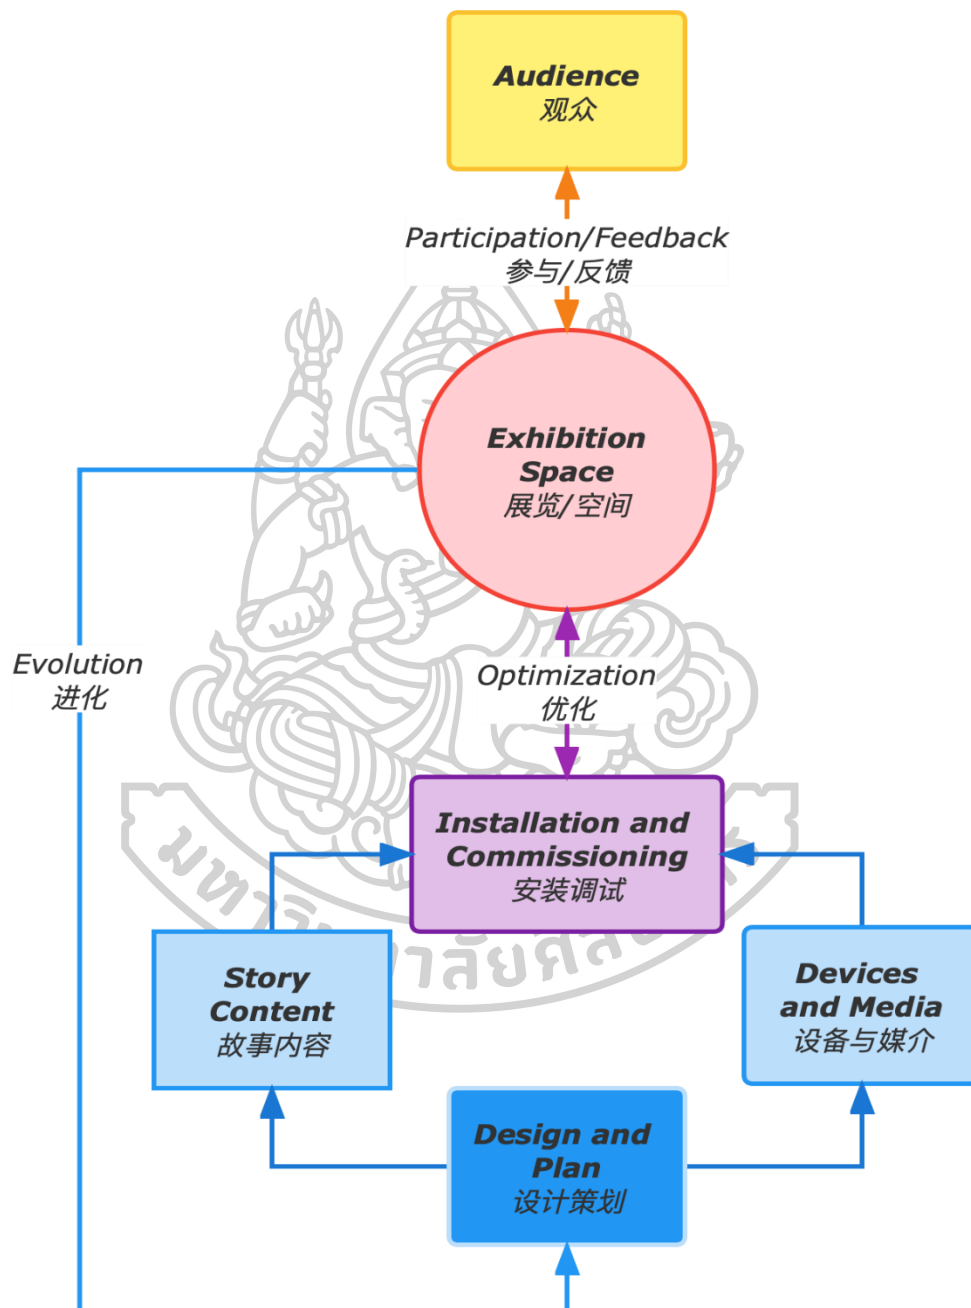 Audience
观众
Participation/Feedback
参与/反馈
Exhibition
Space
展览/空间
Evolution
进化
Optimization
优化
Installation and
Commissioning
安装调试
Story
Content
故事内容
Devices
and Media
设备与媒介
Design and
Plan
设计策划